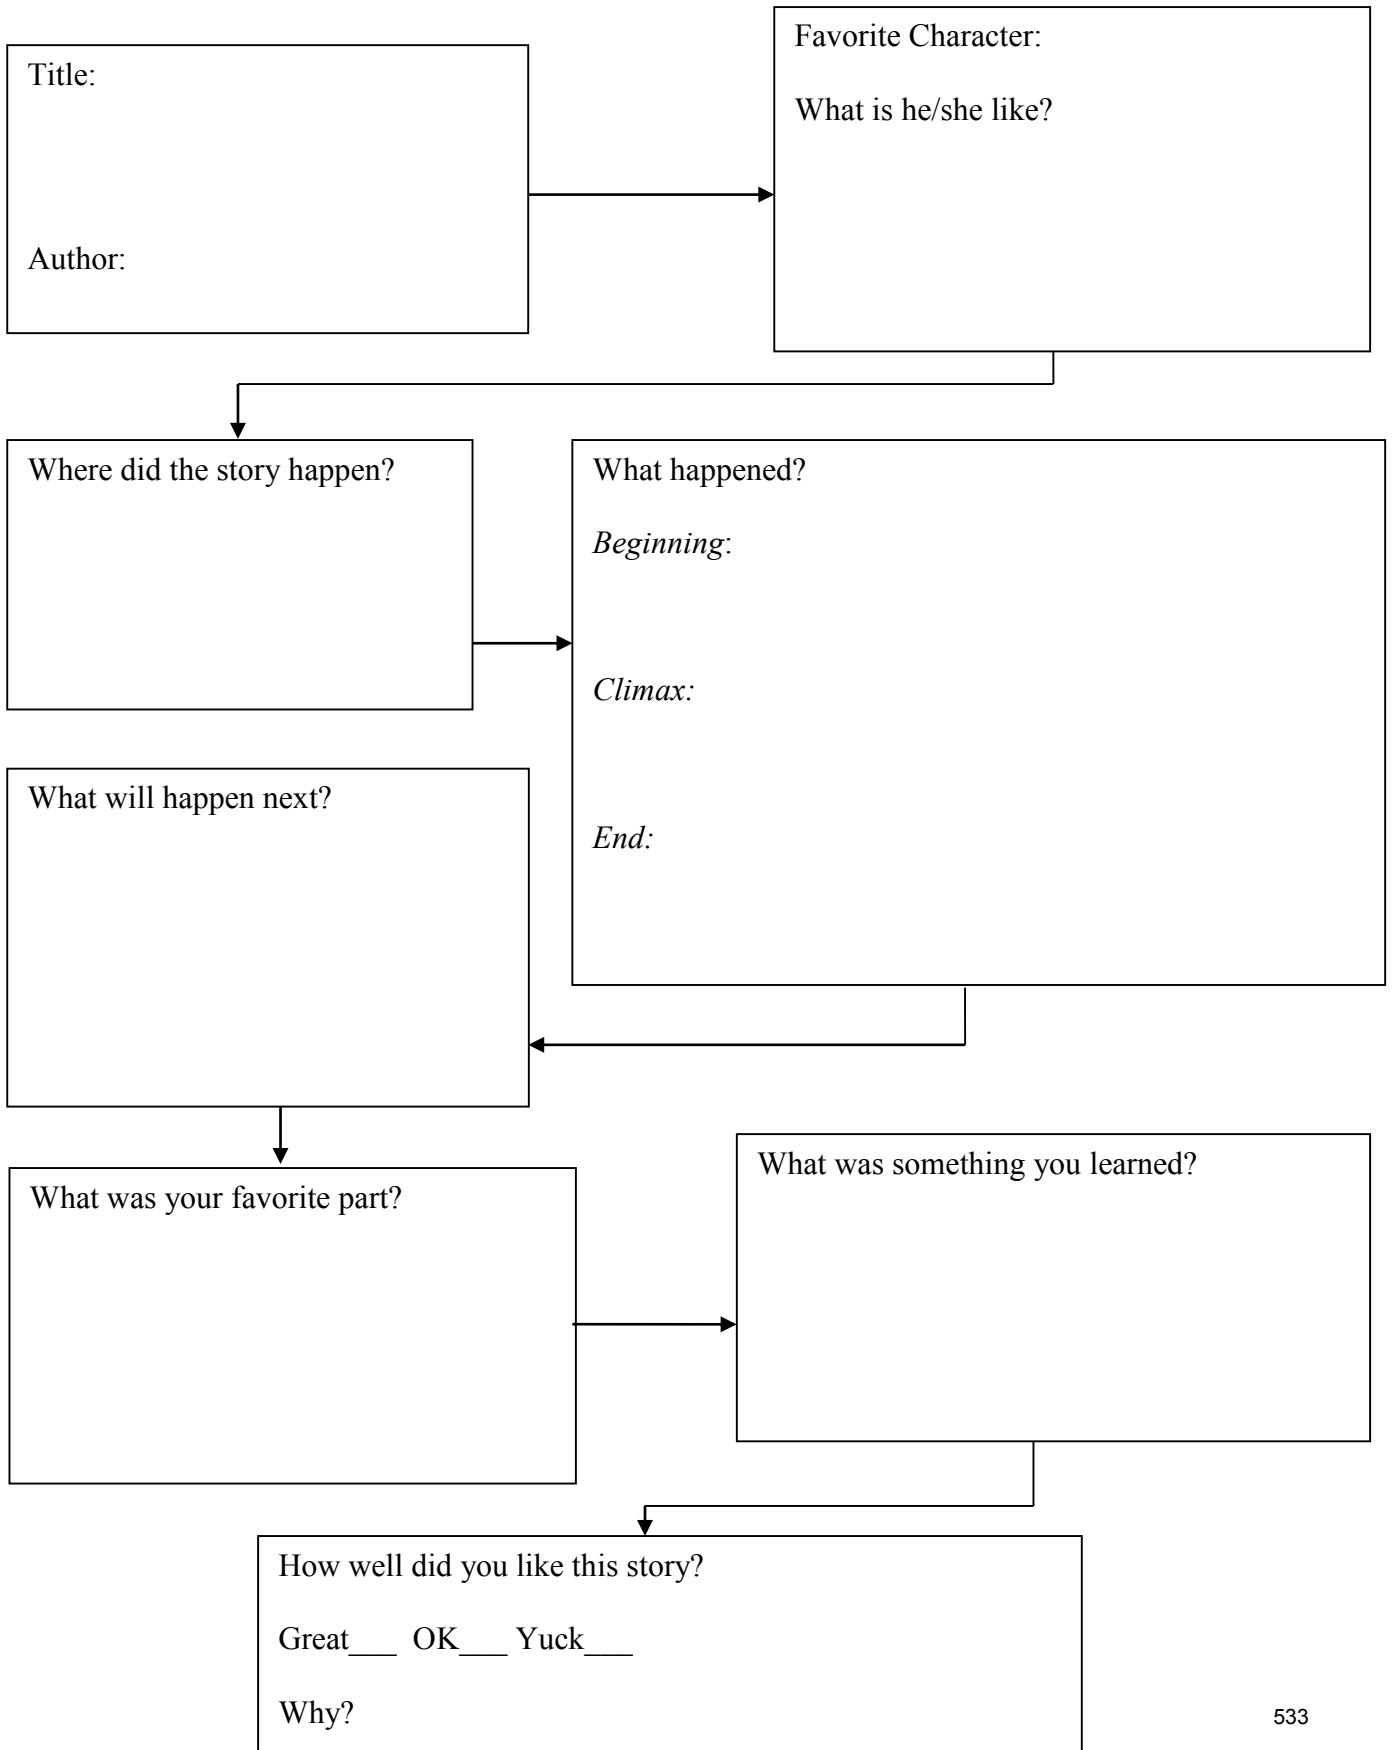 Title:
Author:
Favorite Character:
What is he/she like?
Where did the story happen?
What happened?
Beginning:
Climax:
End:
What will happen next?
What was your favorite part?
What was something you learned?
How well did you like this story?
Great___ OK___ Yuck___
Why?
533